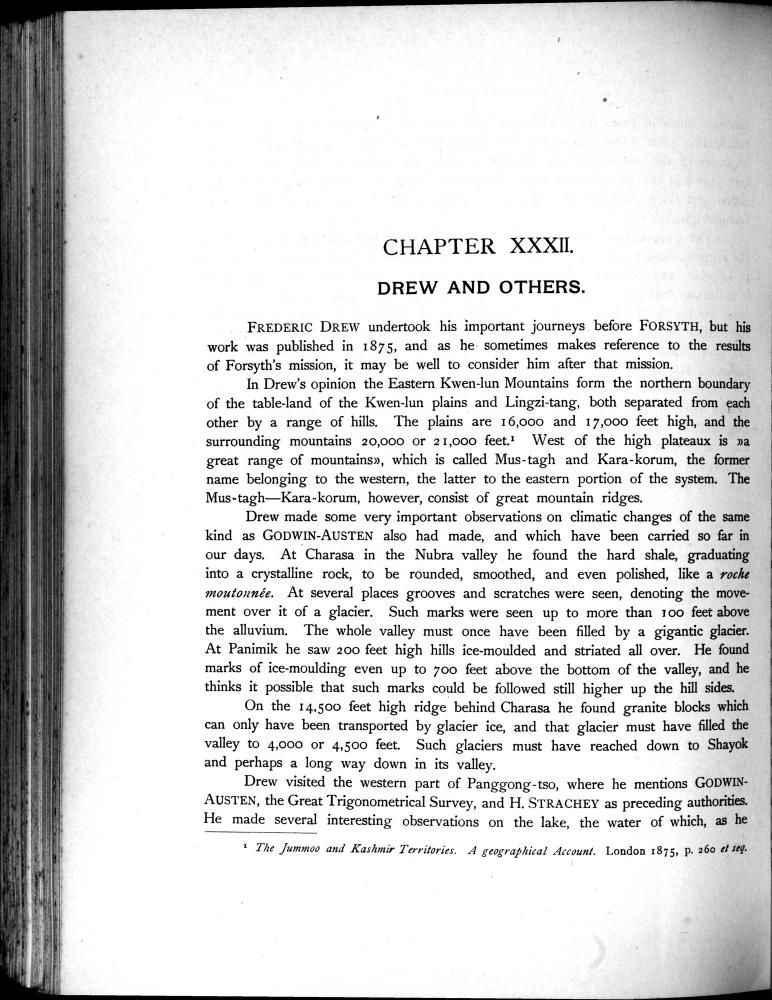 CHAPTER XXXII.
DREW AND OTHERS.
FREDERIC DREW undertook his important journeys before FORSYTH, but his
work was published in 1875, and as he sometimes makes reference to the results
of Forsyth's mission, it may be well to consider him after that mission.
In Drew's opinion the Eastern Kwen-lun Mountains form the northern boundary
of the table-land of the Kwen-lun plains and Lingzi-tang, both separated from each
other by a range of hills. The plains are 16,000 and 17,000 feet high, and the
surrounding mountains 20,000 or 21,000 feet.¹ West of the high plateaux is »a
great range of mountains», which is called Mus-tagh and Kara-korum, the former
name belonging to the western, the latter to the eastern portion of the system. The
Mus-tagh—Kara-korum, however, consist of great mountain ridges.
Drew made some very important observations on climatic changes of the same
kind as GODWIN-AUSTEN also had made, and which have been carried so far in
our days. At Charasa in the Nubra valley he found the hard shale, graduating
into a crystalline rock, to be rounded, smoothed, and even polished, like a roche
moutonnée. At several places grooves and scratches were seen, denoting the move-
ment over it of a glacier. Such marks were seen up to more than 100 feet above
the alluvium. The whole valley must once have been filled by a gigantic glacier.
At Panimik he saw 200 feet high hills ice-moulded and striated all over. He found
marks of ice-moulding even up to 700 feet above the bottom of the valley, and he
thinks it possible that such marks could be followed still higher up the hill sides.
On the 14,500 feet high ridge behind Charasa he found granite blocks which
can only have been transported by glacier ice, and that glacier must have filled the
valley to 4,000 or 4,500 feet. Such glaciers must have reached down to Shayok
and perhaps a long way down in its valley.
Drew visited the western part of Panggong-tso, where he mentions GODWIN-
AUSTEN, the Great Trigonometrical Survey, and H. STRACHEY as preceding authorities.
He made several interesting observations on the lake, the water of which, as he
¹ The Jummoo and Kashmir Territories. A geographical Account. London 1875, p. 260 et seq.